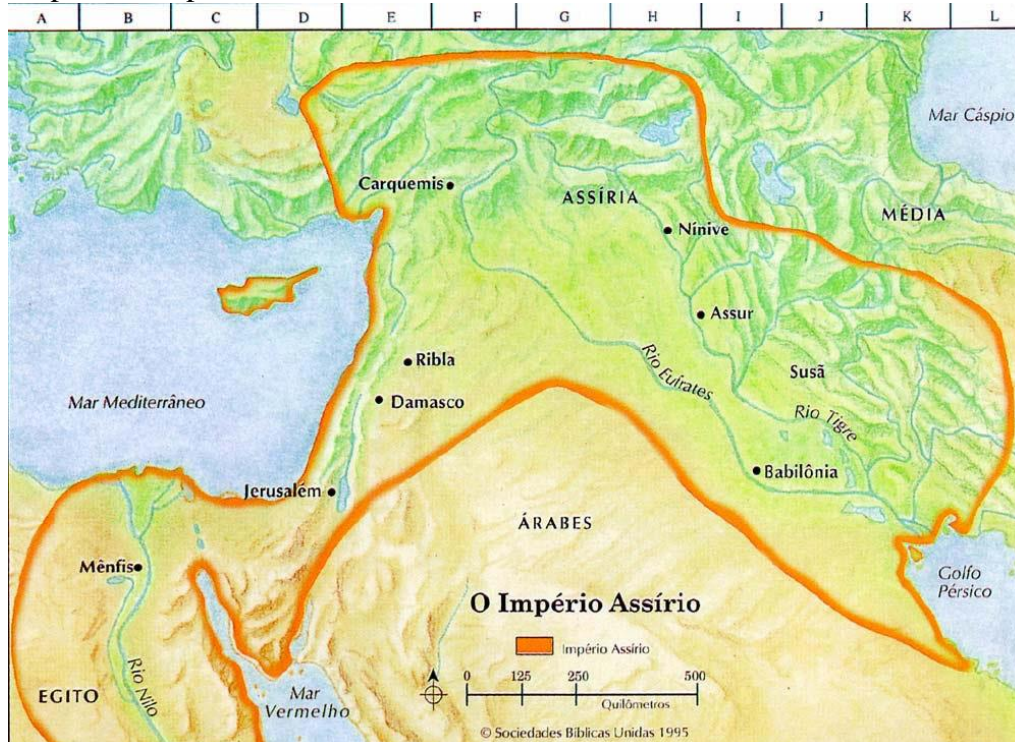 A B C D E F G H I J K L
Mar Cáspio
Carquemis
ASSÍRIA
MÉDIA
Nínive
Assur
Ribla
Rio Eufrates
Susã
Mar Mediterrâneo
Damasco
Rio Tigre
Babilônia
Jerusalém
ÁRABES
Mênfis
Golfo
Pérsico
O Império Assírio
Império Assírio
Rio Nilo
EGITO
Mar
Vermelho
0 125 250 500
Quilômetros
© Sociedades Bíblicas Unidas 1995